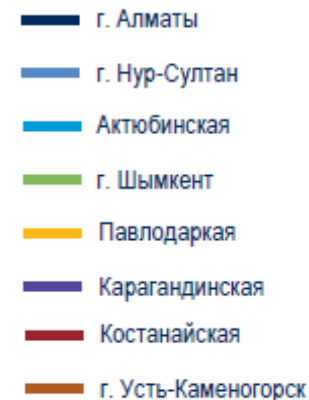 г. Алматы
г. Нур-Султан
Актюбинская
г. Шымкент
Павлодаркая
Карагандинская
Костанайская
г. Усть-Каменогорск